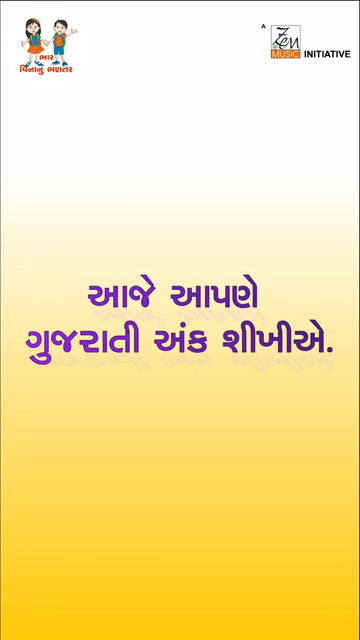 ભાર
વિનાનું ભણતર
A
Zen
MUSIC
INITIATIVE
આજે આપણે
ગુજરાતી અંક શીખીએ.